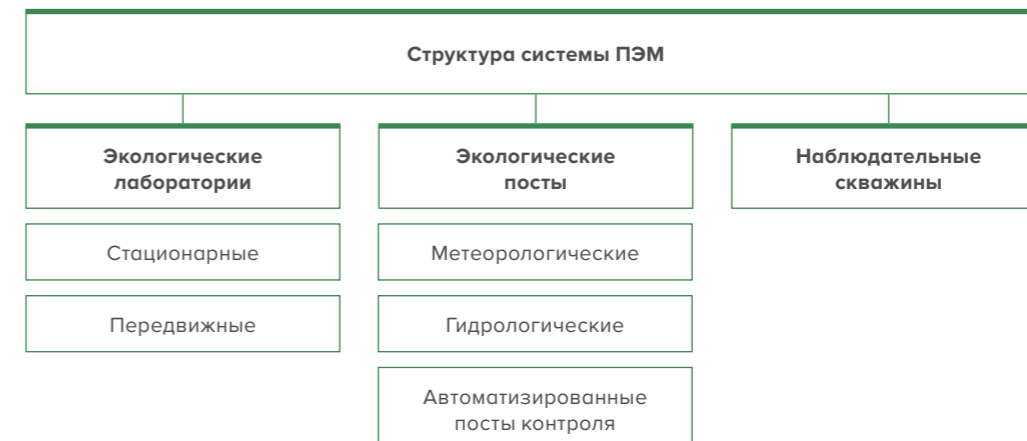 Структура системы ПЭМ
Экологические
лаборатории
Стационарные
Передвижные
Экологические
посты
Метеорологические
Гидрологические
Автоматизированные
посты контроля
Наблюдательные
скважины